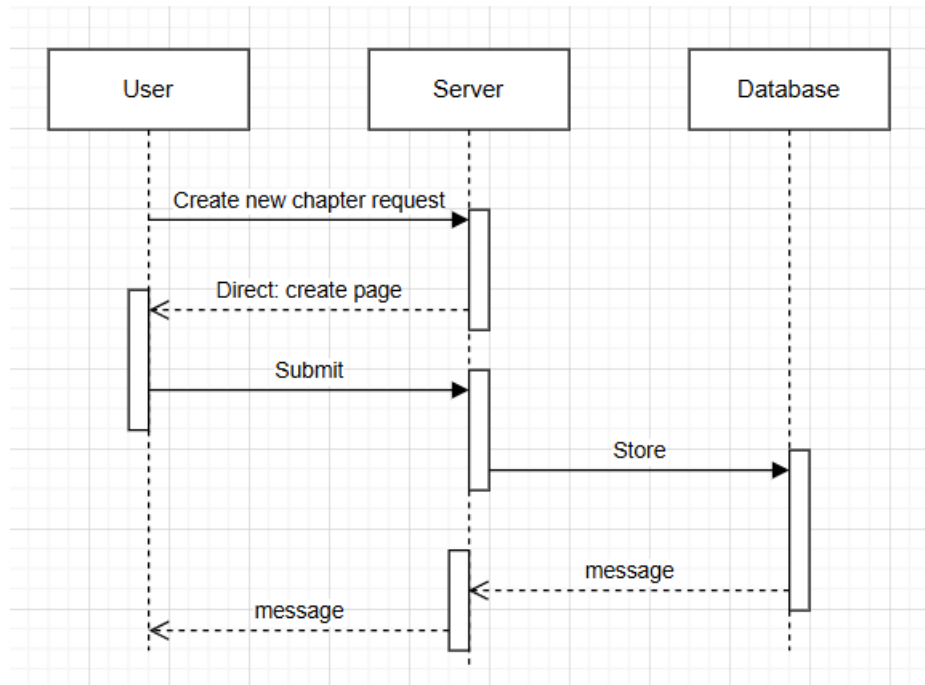 User
Server
Database
Create new chapter request
Direct: create page
Submit
Store
message
message